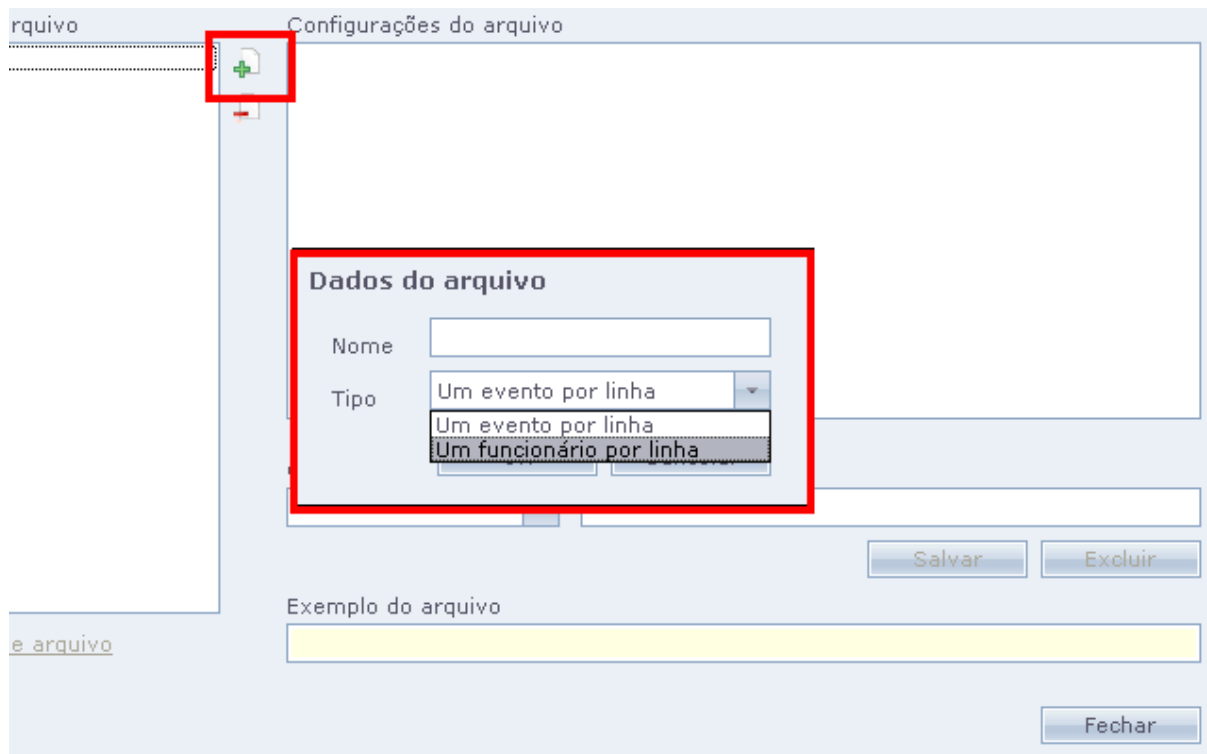 rquivo
Configurações do arquivo
Dados do arquivo
Nome
Tipo
Um evento por linha
Um evento por linha
Um funcionário por linha
Salvar
Excluir
Exemplo do arquivo
e arquivo
Fechar